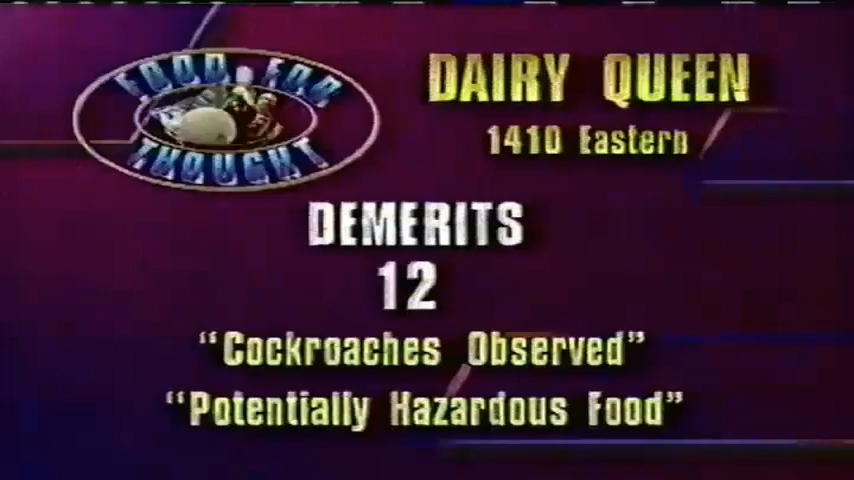 FOOD FOR
THOUGHT
DAIRY QUEEN
1410 Eastern
DEMERITS
12
“Cockroaches Observed”
“Potentially Hazardous Food”